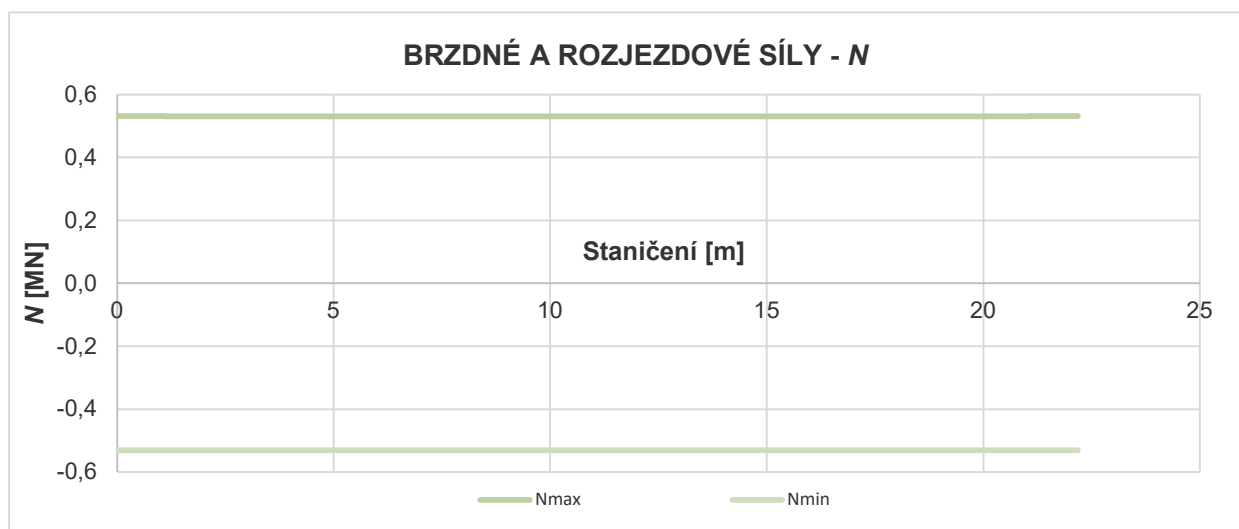 BRZDNÉ A ROZJEZDOVÉ SÍLY - N
0,6
0,4
0,2
0,0
-0,2
-0,4
-0,6
N [MN]
Staničení [m]
0 5 10 15 20 25
Nmax Nmin